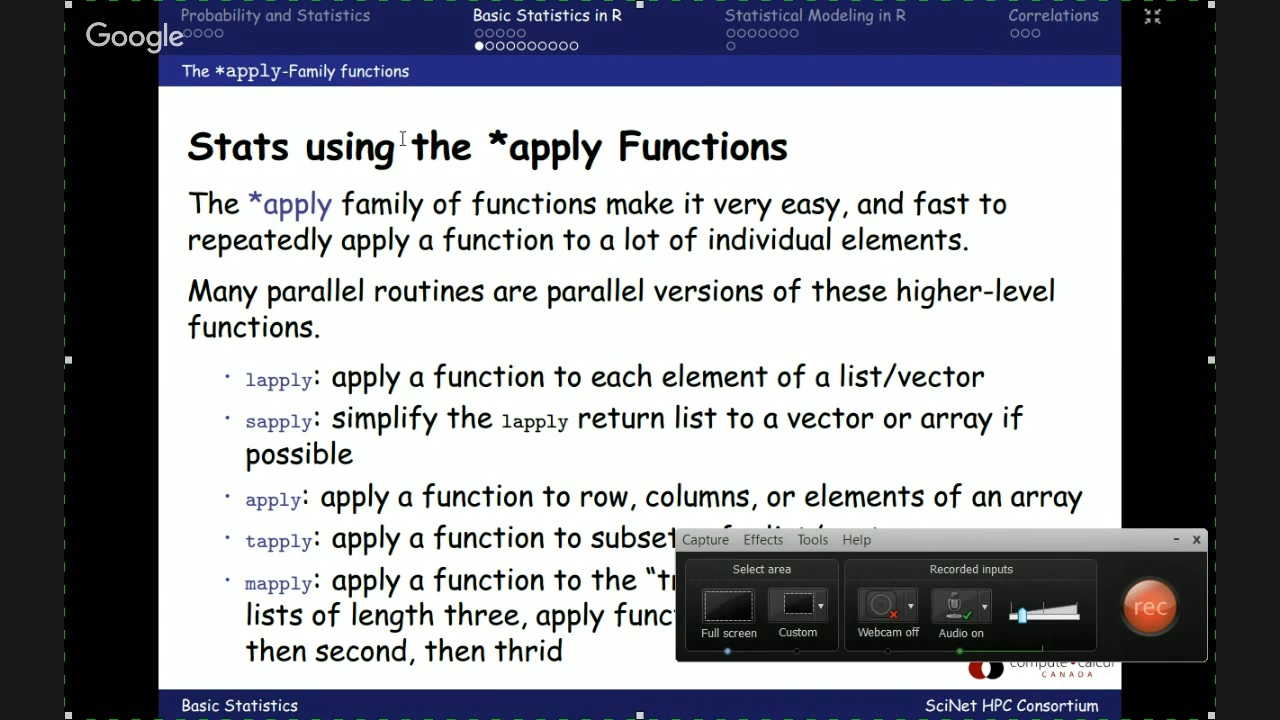 Probability and Statistics
Basic Statistics in R
Statistical Modeling in R
Correlations
Google
The *apply-Family functions
Stats using the *apply Functions
The *apply family of functions make it very easy, and fast to
repeatedly apply a function to a lot of individual elements.
Many parallel routines are parallel versions of these higher-level
functions.
· lapply: apply a function to each element of a list/vector
· sapply: simplify the lapply return list to a vector or array if
possible
· apply: apply a function to row, columns, or elements of an array
· tapply: apply a function to
· mapply: apply a function to the
lists of length three, apply
then second, then thrid
Capture Effects Tools Help
Select area
Recorded inputs
Full screen
Custom
Webcam off
Audio on
rec
compute • calcul
CANADA
Basic Statistics
SciNet HPC Consortium